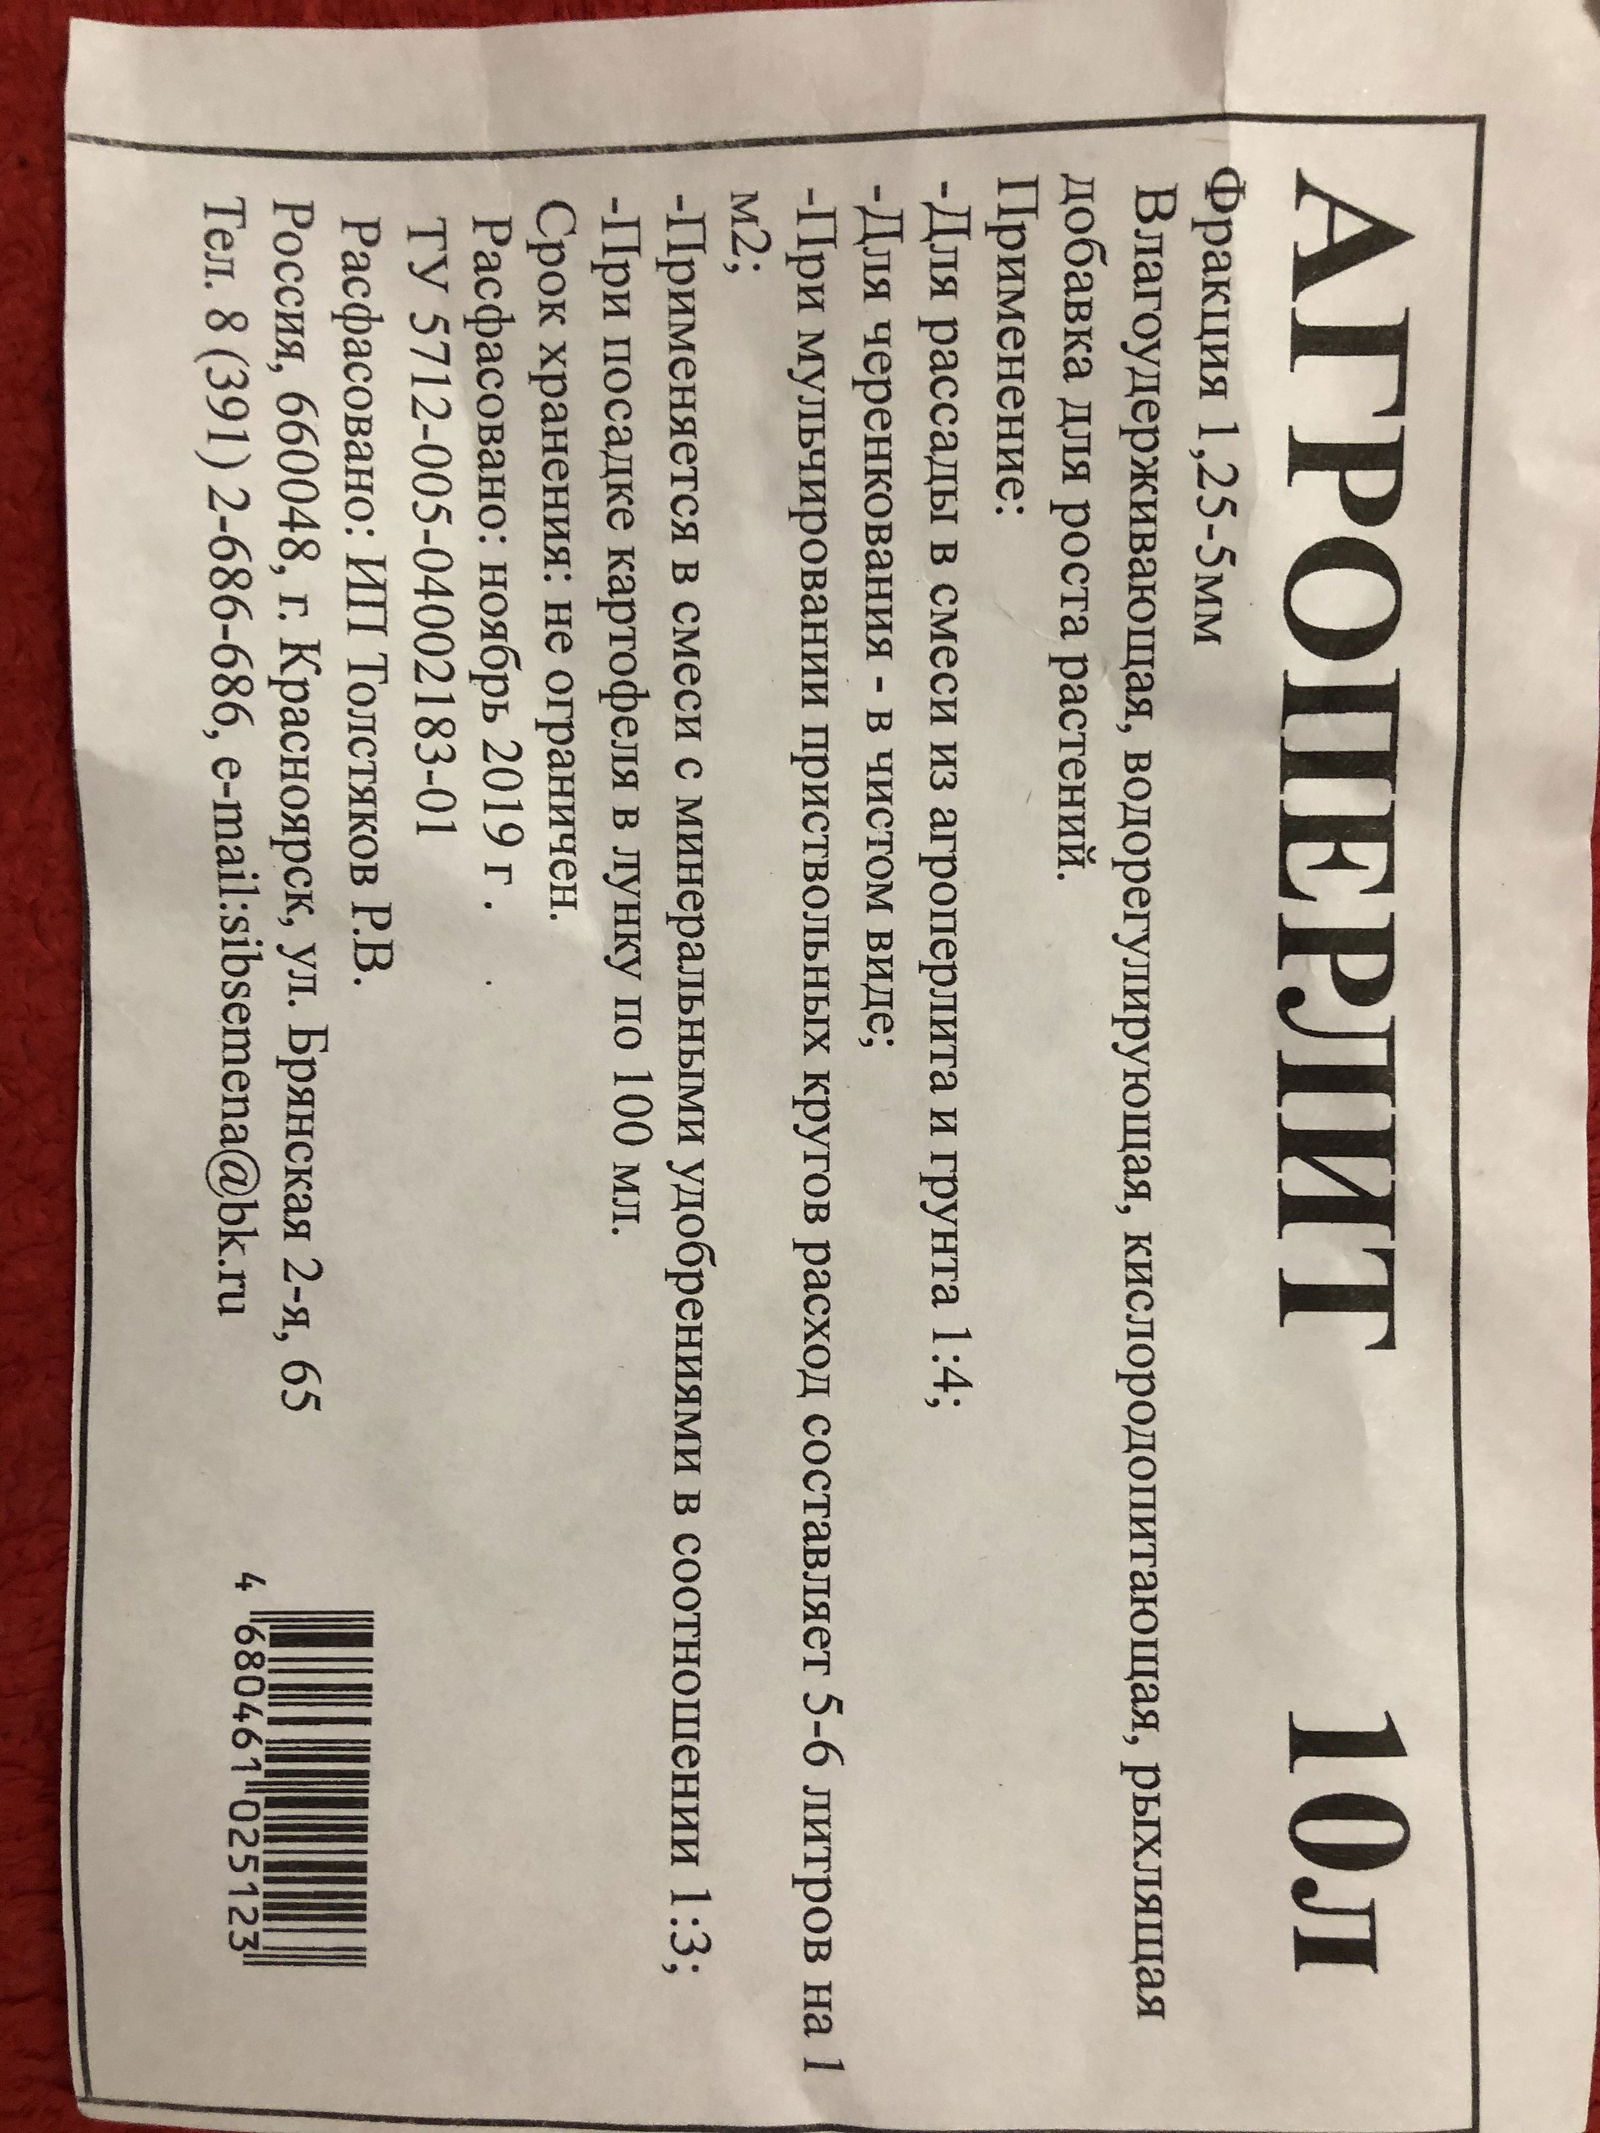 АГРОПЕРЛИТ 10л
Фракция 1,25-5мм
Влагоудерживающая, водорегулирующая, кислородопитающая, рыхлящая
добавка для роста растений.
Применение:
-Для рассады в смеси из агроперлита и грунта 1:4;
-Для черенкования - в чистом виде;
-При мульчировании приствольных кругов расход составляет 5-6 литров на 1
м2;
-Применяется в смеси с минеральными удобрениями в соотношении 1:3;
-При посадке картофеля в лунку по 100 мл.
Срок хранения: не ограничен.
Расфасовано: ноябрь 2019 г .
ТУ 5712-005-04002183-01
Расфасовано: ИП Толстяков Р.В.
Россия, 660048, г. Красноярск, ул. Брянская 2-я, 65
Тел. 8 (391) 2-686-686, e-mail:sibsemena@bk.ru
4 680461 025123